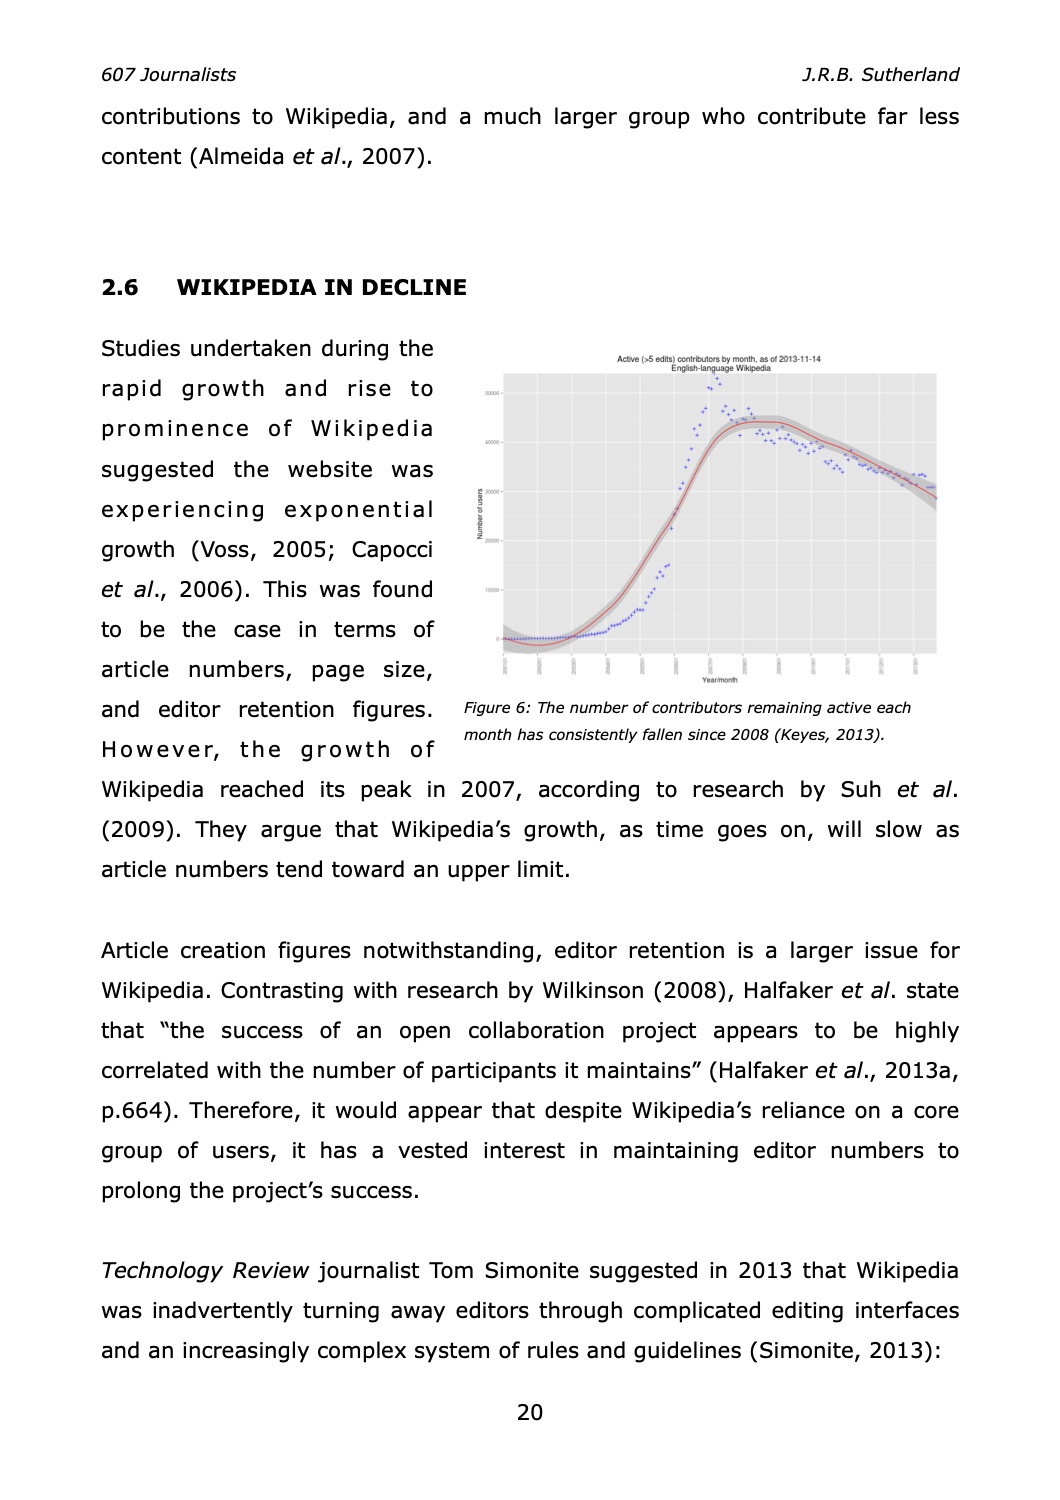 607 Journalists
J.R.B. Sutherland
contributions to Wikipedia, and a much larger group who contribute far less
content (Almeida et al., 2007).
2.6 WIKIPEDIA IN DECLINE
Studies undertaken during the
rapid growth and rise to
prominence of Wikipedia
suggested the website was
experiencing exponential
growth (Voss, 2005; Capocci
et al., 2006). This was found
to be the case in terms of
article numbers, page size,
and editor retention figures.
However, the growth of
Active (>5 edits) contributors by month, as of 2013-11-14
English-language Wikipedia
Number of users
50000
40000
30000
20000
10000
0
Year/month
Figure 6: The number of contributors remaining active each
month has consistently fallen since 2008 (Keyes, 2013).
Wikipedia reached its peak in 2007, according to research by Suh et al.
(2009). They argue that Wikipedia’s growth, as time goes on, will slow as
article numbers tend toward an upper limit.
Article creation figures notwithstanding, editor retention is a larger issue for
Wikipedia. Contrasting with research by Wilkinson (2008), Halfaker et al. state
that “the success of an open collaboration project appears to be highly
correlated with the number of participants it maintains” (Halfaker et al., 2013a,
p.664). Therefore, it would appear that despite Wikipedia’s reliance on a core
group of users, it has a vested interest in maintaining editor numbers to
prolong the project’s success.
Technology Review journalist Tom Simonite suggested in 2013 that Wikipedia
was inadvertently turning away editors through complicated editing interfaces
and an increasingly complex system of rules and guidelines (Simonite, 2013):
20